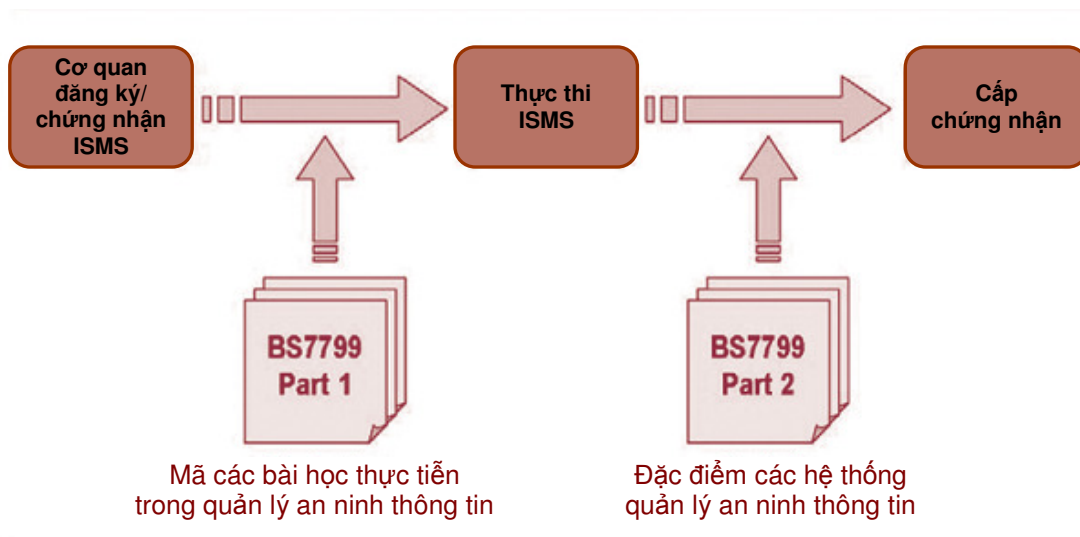 Cơ quan
đăng ký/
chứng nhận
ISMS
Thực thi
ISMS
Cấp
chứng nhận
BS7799
Part 1
BS7799
Part 2
Mã các bài học thực tiễn
trong quản lý an ninh thông tin
Đặc điểm các hệ thống
quản lý an ninh thông tin